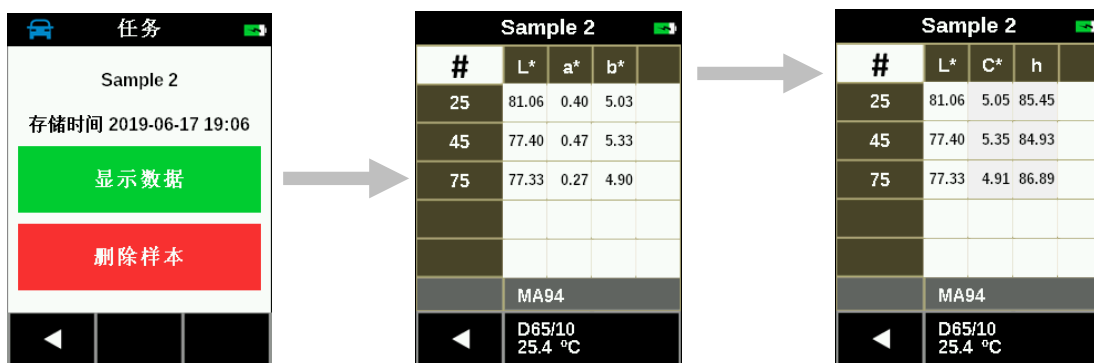 任务
Sample 2
存储时间 2019-06-17 19:06
显示数据
删除样本
Sample 2
# L* a* b*
25 81.06 0.40 5.03
45 77.40 0.47 5.33
75 77.33 0.27 4.90
MA94
D65/10
25.4 ºC
Sample 2
# L* C* h
25 81.06 5.05 85.45
45 77.40 5.35 84.93
75 77.33 4.91 86.89
MA94
D65/10
25.4 ºC